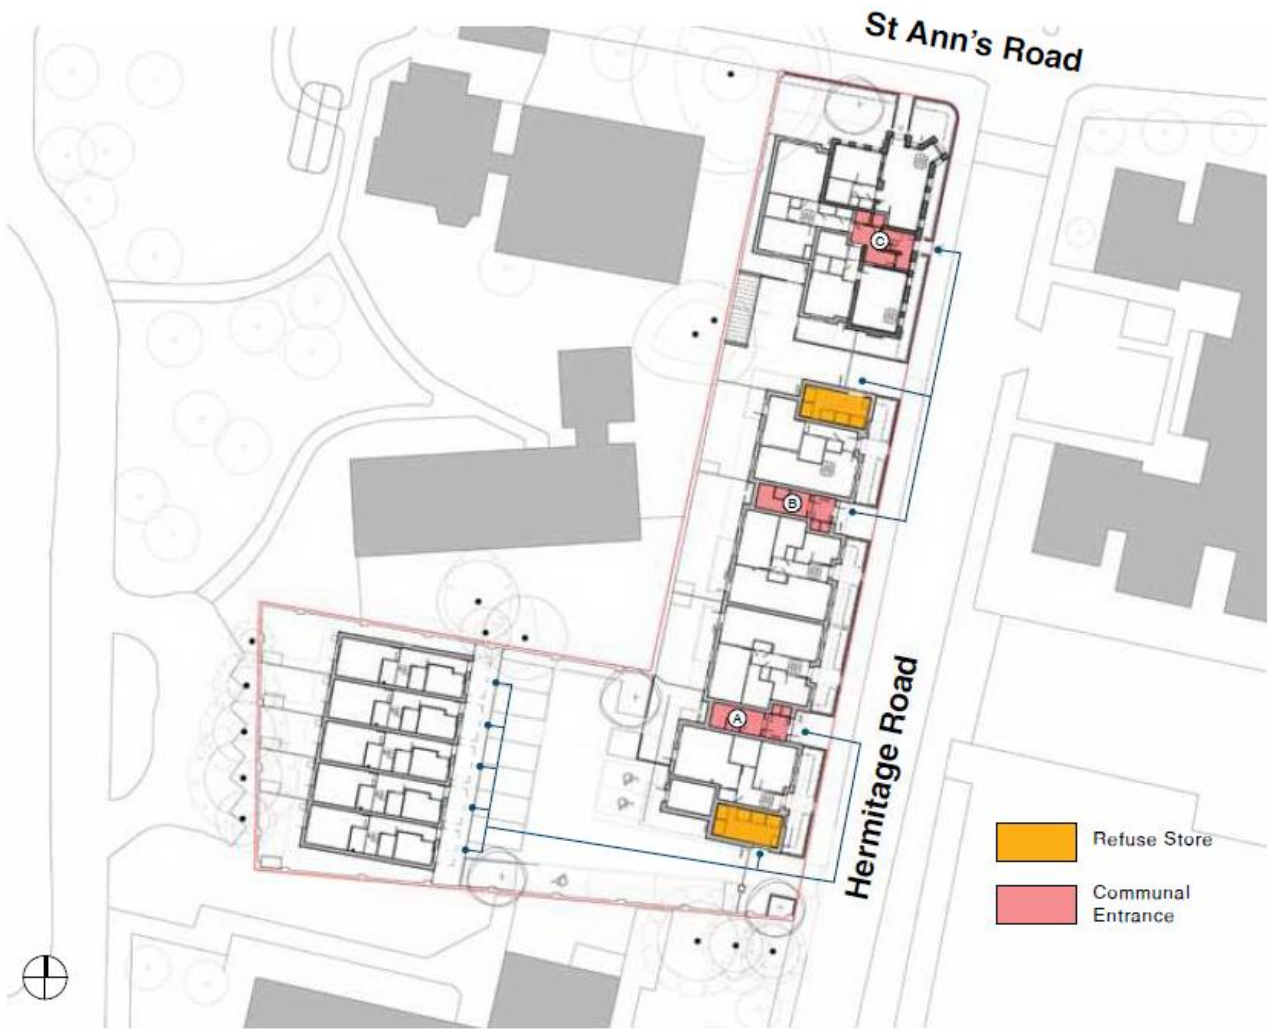 St Ann's Road
C
B
A
Hermitage Road
Refuse Store
Communal
Entrance